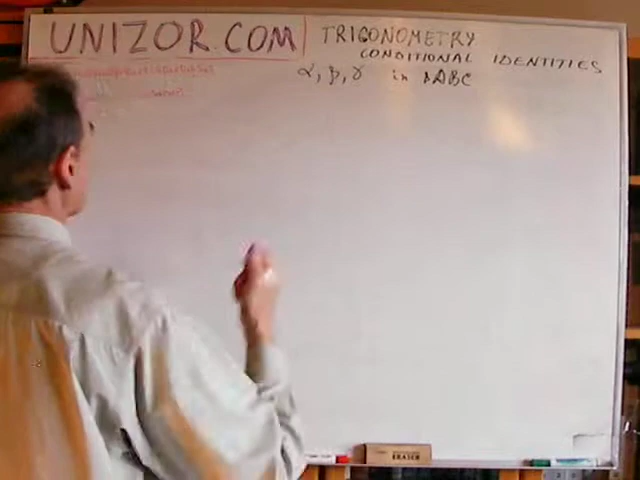 UNIZOR.COM
TRIGONOMETRY
CONDITIONAL IDENTITIES
α, β, γ in ΔABC
ERASER